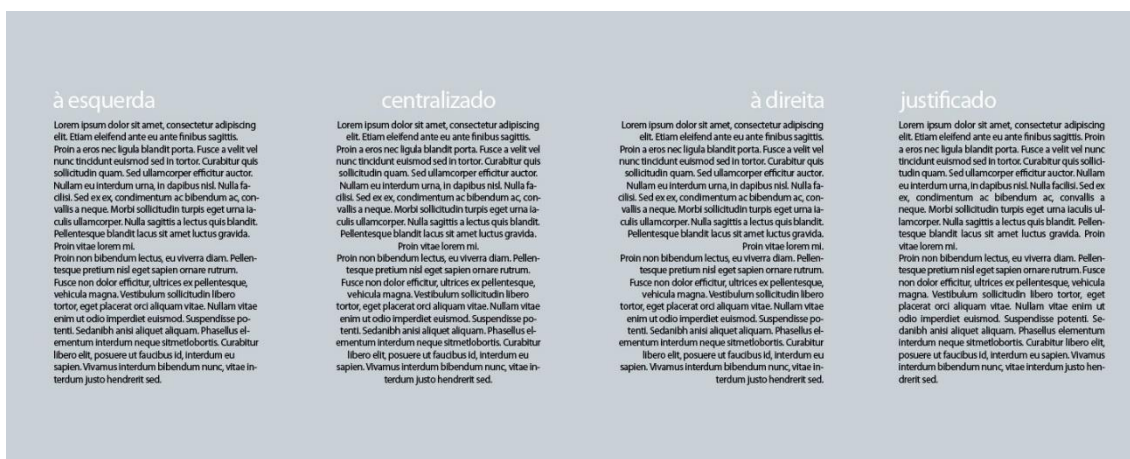 à esquerda
Lorem ipsum dolor sit amet, consectetur adipiscing
elit. Etiam eleifend ante eu ante finibus sagittis.
Proin a eros nec ligula blandit porta. Fusce a velit vel
nunc tincidunt euismod sed in tortor. Curabitur quis
sollicitudin quam. Sed ullamcorper efficitur auctor.
Nullam eu interdum urna, in dapibus nisl. Nulla fa-
cilisi. Sed ex ex, condimentum ac bibendum ac, con-
vallis a neque. Morbi sollicitudin turpis eget urna ia-
culis ullamcorper. Nulla sagittis a lectus quis blandit.
Pellentesque blandit lacus sit amet luctus gravida.
Proin vitae lorem mi.
Proin non bibendum lectus, eu viverra diam. Pellen-
tesque pretium nisl eget sapien ornare rutrum.
Fusce non dolor efficitur, ultrices ex pellentesque,
vehicula magna. Vestibulum sollicitudin libero
tortor, eget placerat orci aliquam vitae. Nullam vitae
enim ut odio imperdiet euismod. Suspendisse po-
tenti. Sedanibh anisi aliquet aliquam. Phasellus el-
ementum interdum neque sitmetlobortis. Curabitur
libero elit, posuere ut faucibus id, interdum eu
sapien. Vivamus interdum bibendum nunc, vitae in-
terdum justo hendrerit sed.
centralizado
Lorem ipsum dolor sit amet, consectetur adipiscing
elit. Etiam eleifend ante eu ante finibus sagittis.
Proin a eros nec ligula blandit porta. Fusce a velit vel
nunc tincidunt euismod sed in tortor. Curabitur quis
sollicitudin quam. Sed ullamcorper efficitur auctor.
Nullam eu interdum urna, in dapibus nisl. Nulla fa-
cilisi. Sed ex ex, condimentum ac bibendum ac, con-
vallis a neque. Morbi sollicitudin turpis eget urna ia-
culis ullamcorper. Nulla sagittis a lectus quis blandit.
Pellentesque blandit lacus sit amet luctus gravida.
Proin vitae lorem mi.
Proin non bibendum lectus, eu viverra diam. Pellen-
tesque pretium nisl eget sapien ornare rutrum.
Fusce non dolor efficitur, ultrices ex pellentesque,
vehicula magna. Vestibulum sollicitudin libero
tortor, eget placerat orci aliquam vitae. Nullam vitae
enim ut odio imperdiet euismod. Suspendisse po-
tenti. Sedanibh anisi aliquet aliquam. Phasellus el-
ementum interdum neque sitmetlobortis. Curabitur
libero elit, posuere ut faucibus id, interdum eu
sapien. Vivamus interdum bibendum nunc, vitae in-
terdum justo hendrerit sed.
à direita
Lorem ipsum dolor sit amet, consectetur adipiscing
elit. Etiam eleifend ante eu ante finibus sagittis.
Proin a eros nec ligula blandit porta. Fusce a velit vel
nunc tincidunt euismod sed in tortor. Curabitur quis
sollicitudin quam. Sed ullamcorper efficitur auctor.
Nullam eu interdum urna, in dapibus nisl. Nulla fa-
cilisi. Sed ex ex, condimentum ac bibendum ac, con-
vallis a neque. Morbi sollicitudin turpis eget urna ia-
culis ullamcorper. Nulla sagittis a lectus quis blandit.
Pellentesque blandit lacus sit amet luctus gravida.
Proin vitae lorem mi.
Proin non bibendum lectus, eu viverra diam. Pellen-
tesque pretium nisl eget sapien ornare rutrum.
Fusce non dolor efficitur, ultrices ex pellentesque,
vehicula magna. Vestibulum sollicitudin libero
tortor, eget placerat orci aliquam vitae. Nullam vitae
enim ut odio imperdiet euismod. Suspendisse po-
tenti. Sedanibh anisi aliquet aliquam. Phasellus el-
ementum interdum neque sitmetlobortis. Curabitur
libero elit, posuere ut faucibus id, interdum eu
sapien. Vivamus interdum bibendum nunc, vitae in-
terdum justo hendrerit sed.
justificado
Lorem ipsum dolor sit amet, consectetur adipiscing
elit. Etiam eleifend ante eu ante finibus sagittis. Proin
a eros nec ligula blandit porta. Fusce a velit vel nunc
tincidunt euismod sed in tortor. Curabitur quis sollici-
tudin quam. Sed ullamcorper efficitur auctor. Nullam
eu interdum urna, in dapibus nisl. Nulla facilisi. Sed ex
ex, condimentum ac bibendum ac, convallis a
neque. Morbi sollicitudin turpis eget urna iaculis ul-
lamcorper. Nulla sagittis a lectus quis blandit. Pellen-
tesque blandit lacus sit amet luctus gravida. Proin
vitae lorem mi.
Proin non bibendum lectus, eu viverra diam. Pellen-
tesque pretium nisl eget sapien ornare rutrum. Fusce
non dolor efficitur, ultrices ex pellentesque, vehicula
magna. Vestibulum sollicitudin libero tortor, eget
placerat orci aliquam vitae. Nullam vitae enim ut
odio imperdiet euismod. Suspendisse potenti. Se-
danibh anisi aliquet aliquam. Phasellus elementum
interdum neque sitmetlobortis. Curabitur libero elit,
posuere ut faucibus id, interdum eu sapien. Vivamus
interdum bibendum nunc, vitae interdum justo hen-
drerit sed.